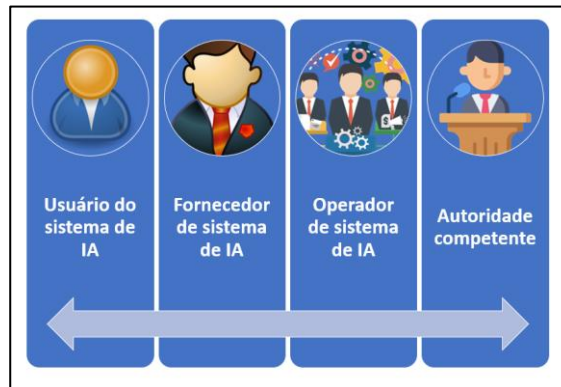 Usuário do
sistema de
IA
Fornecedor
de sistema
de IA
Operador
de sistema
de IA
Autoridade
competente